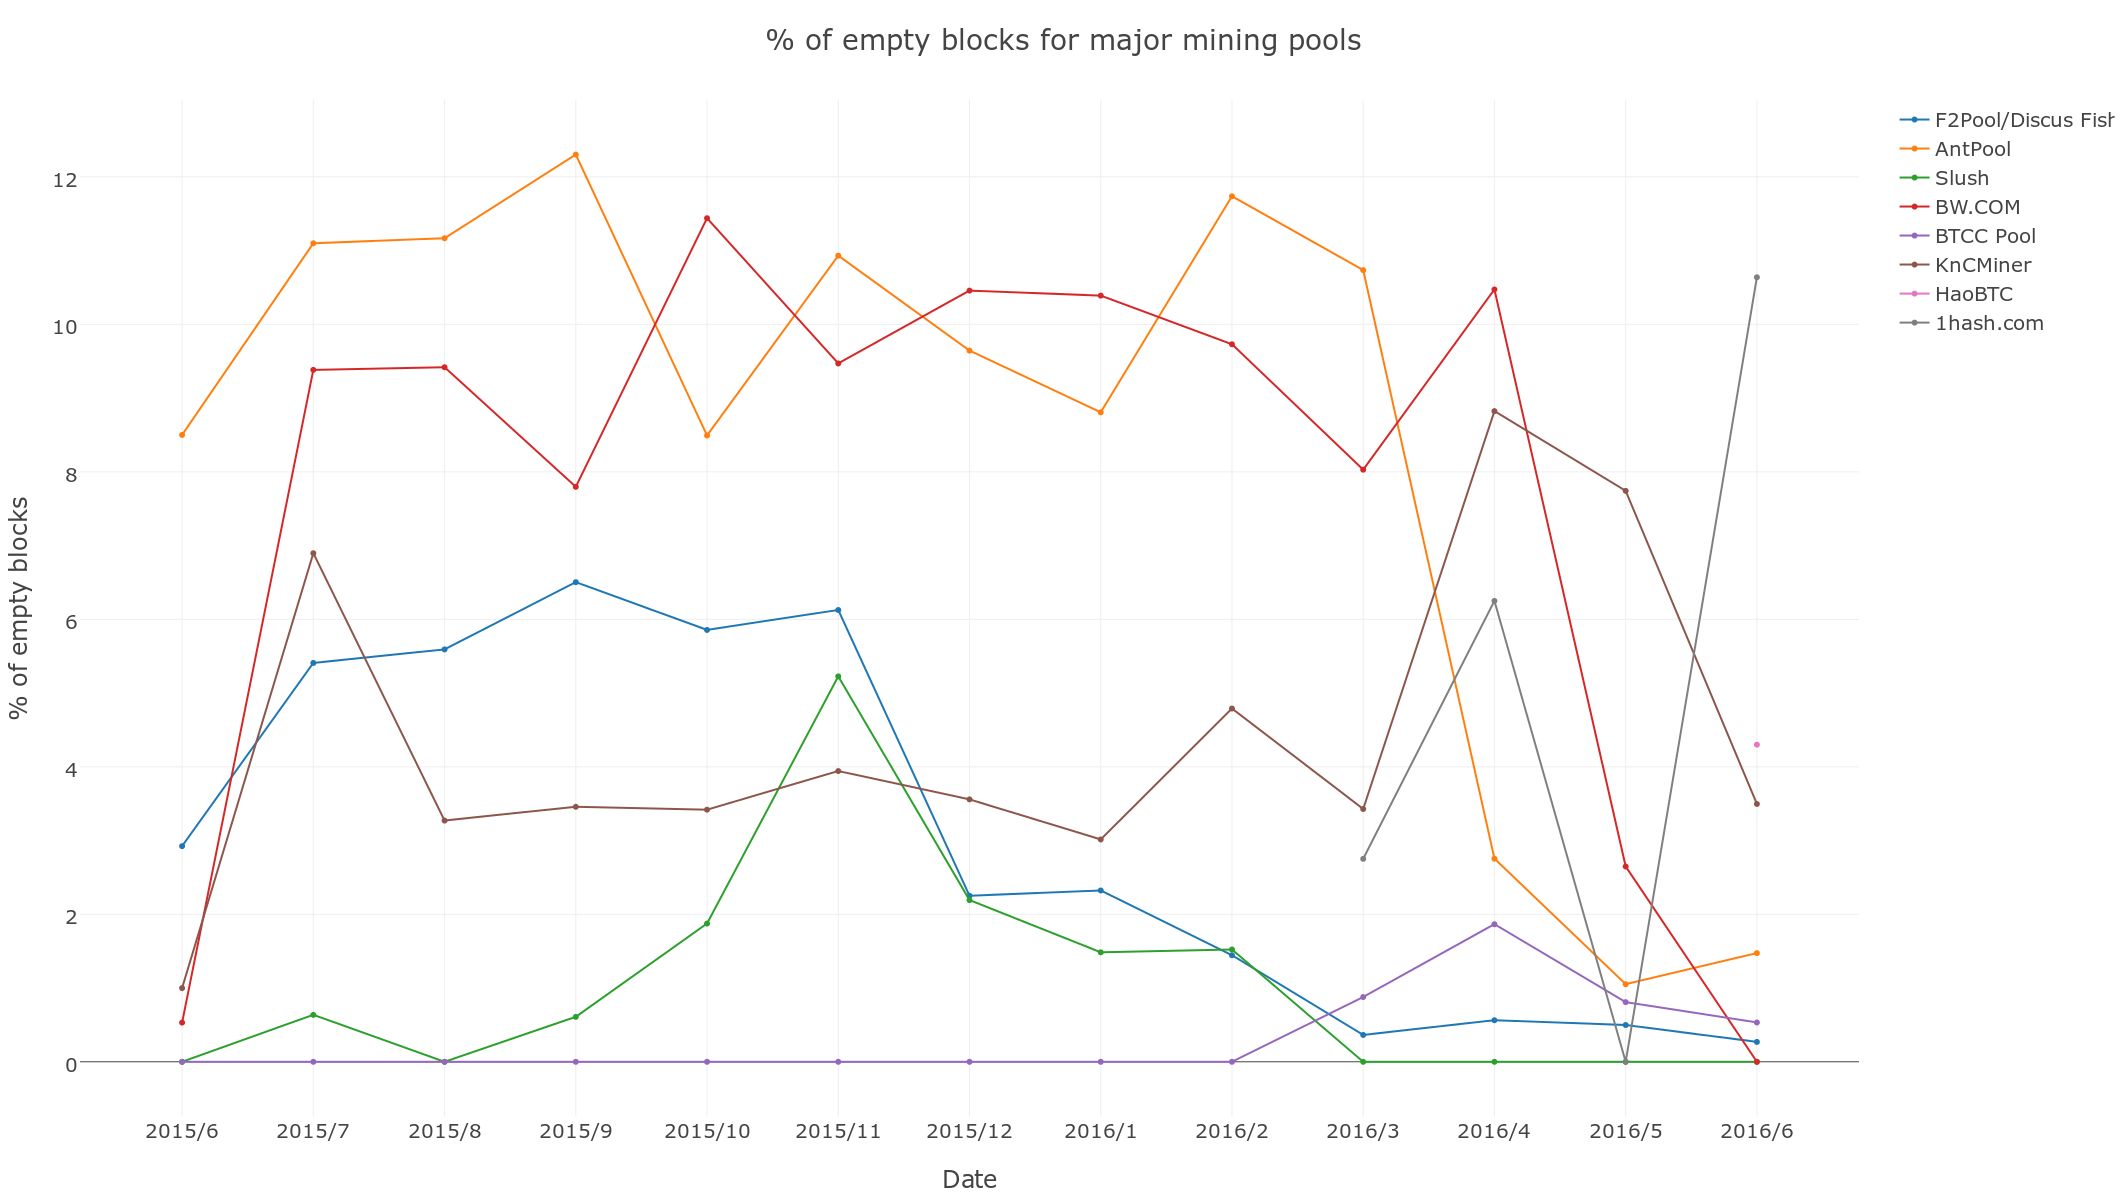 % of empty blocks for major mining pools
F2Pool/Discus Fish
AntPool
Slush
BW.COM
BTCC Pool
KnCMiner
HaoBTC
1hash.com
% of empty blocks
12
10
8
6
4
2
0
2015/6 2015/7 2015/8 2015/9 2015/10 2015/11 2015/12 2016/1 2016/2 2016/3 2016/4 2016/5 2016/6
Date